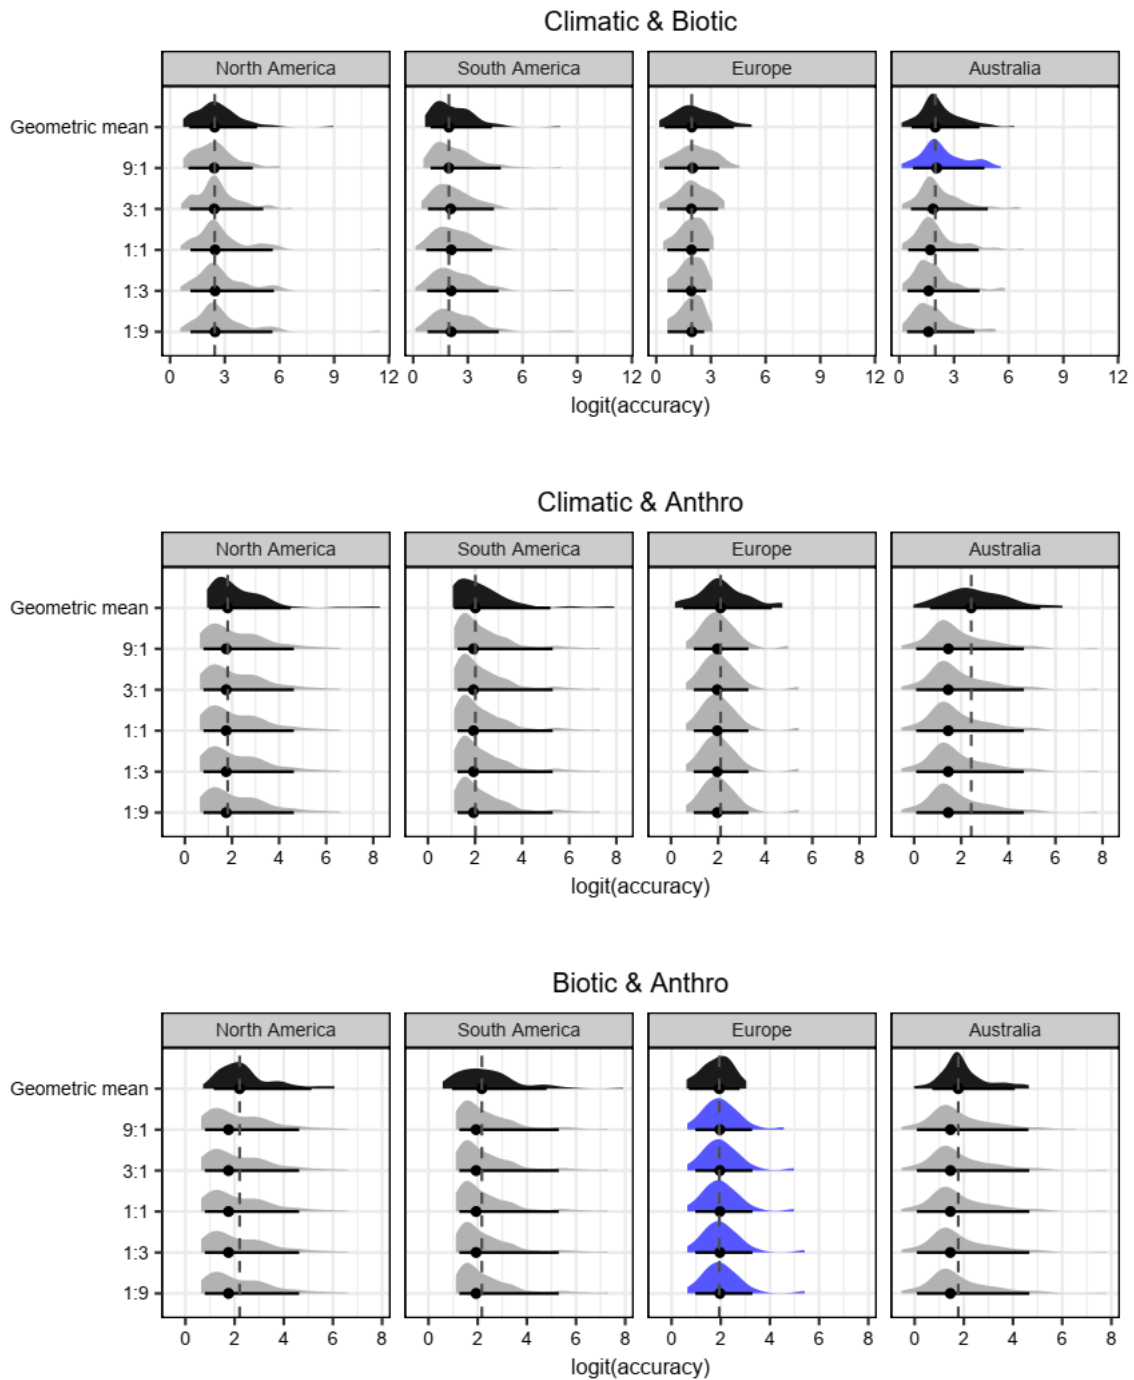 Climatic & Biotic
North America South America Europe Australia
Geometric mean
9:1
3:1
1:1
1:3
1:9
0 3 6 9 12 0 3 6 9 12 0 3 6 9 12 0 3 6 9 12
logit(accuracy)
Climatic & Anthro
North America South America Europe Australia
Geometric mean
9:1
3:1
1:1
1:3
1:9
0 2 4 6 8 0 2 4 6 8 0 2 4 6 8 0 2 4 6 8
logit(accuracy)
Biotic & Anthro
North America South America Europe Australia
Geometric mean
9:1
3:1
1:1
1:3
1:9
0 2 4 6 8 0 2 4 6 8 0 2 4 6 8 0 2 4 6 8
logit(accuracy)